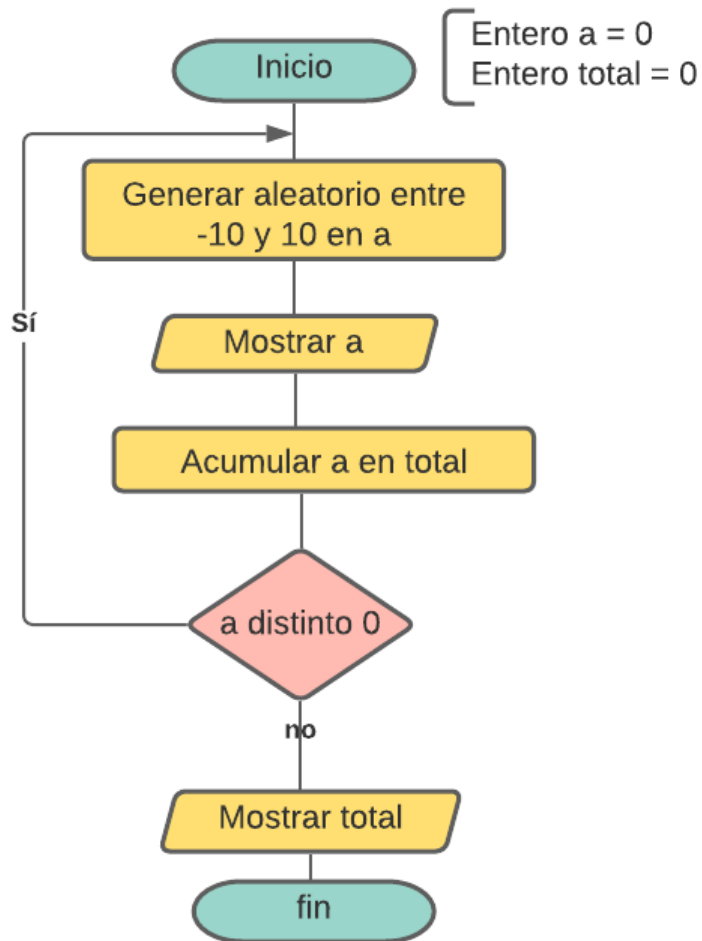 Entero a = 0
Entero total = 0
Inicio
Generar aleatorio entre
-10 y 10 en a
Sí
Mostrar a
Acumular a en total
a distinto 0
no
Mostrar total
fin